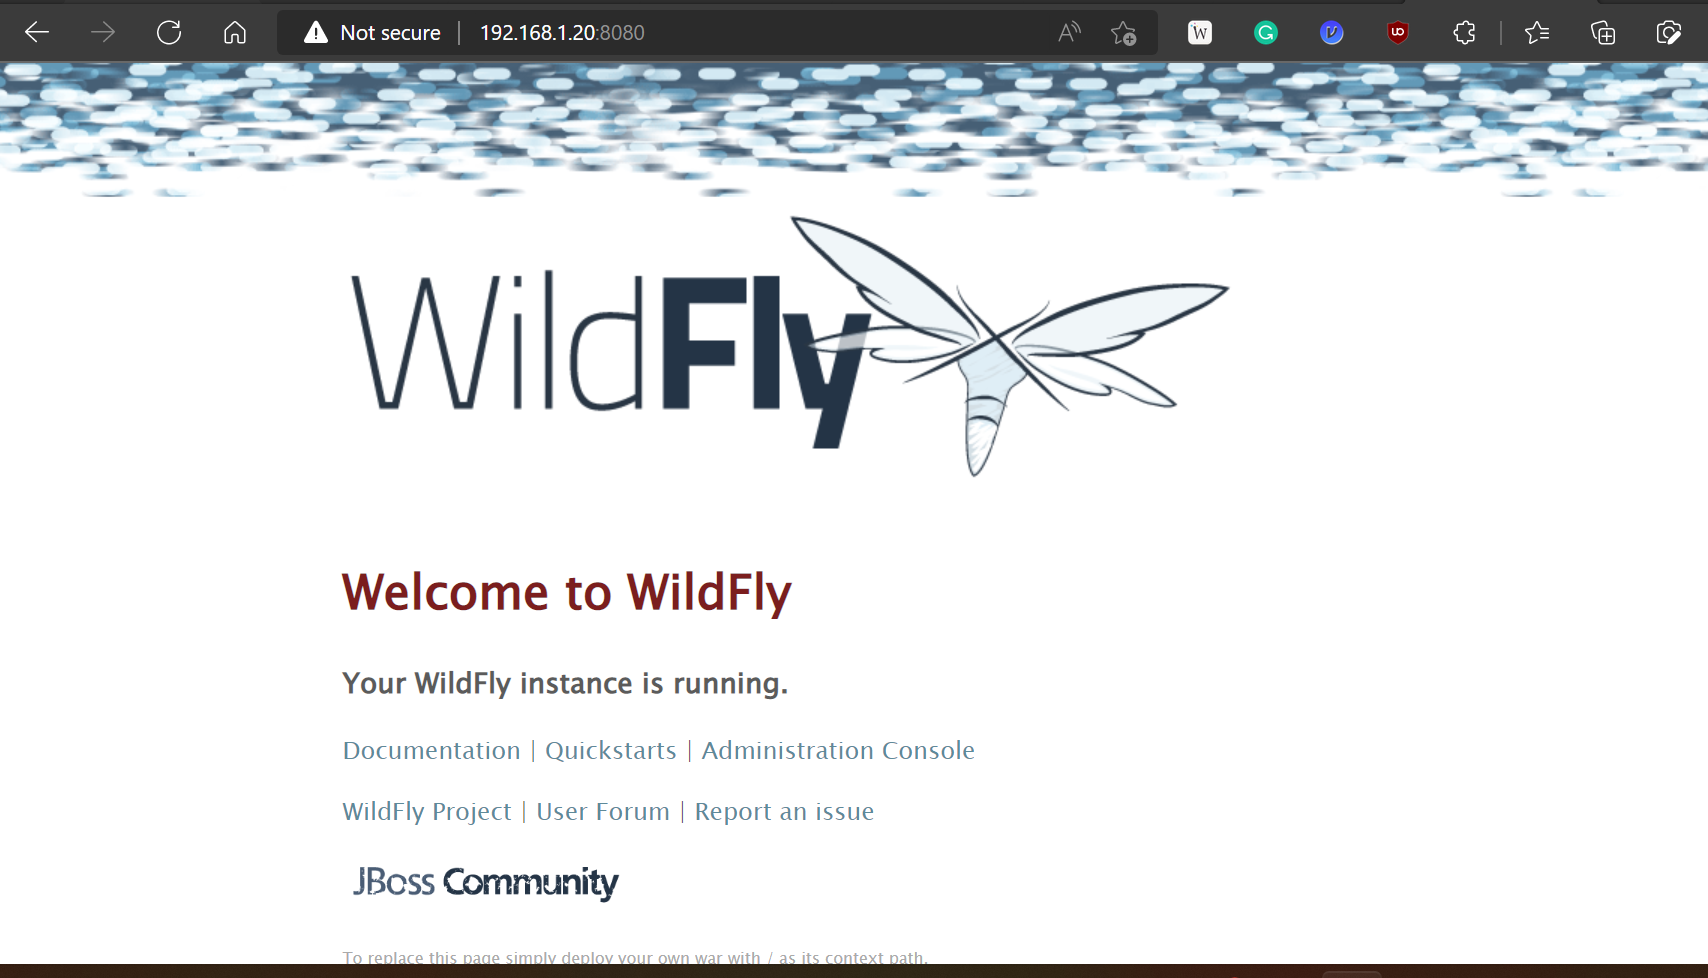 Not secure | 192.168.1.20:8080
WildFly
Welcome to WildFly
Your WildFly instance is running.
Documentation | Quickstarts | Administration Console
WildFly Project | User Forum | Report an issue
JBoss Community
To replace this page simply deploy your own war with / as its context path.